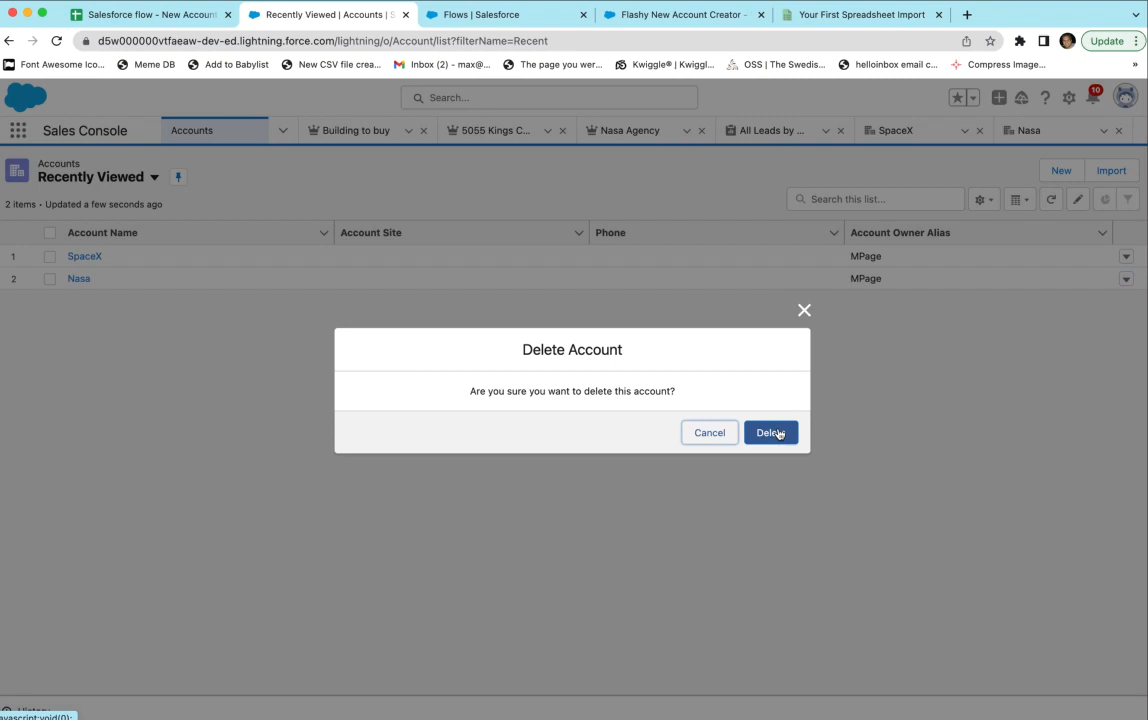 Salesforce flow - New Account
Recently Viewed | Accounts | S
Flows | Salesforce
Flashy New Account Creator -
Your First Spreadsheet Import
d5w000000vtfaeaw-dev-ed.lightning.force.com/lightning/o/Account/list?filterName=Recent
Update
Font Awesome Ico...
Meme DB
Add to Babylist
New CSV file crea...
Inbox (2) - max@...
The page you wer...
Kwiggle® | Kwiggl...
OSS | The Swedis...
helloinbox email c...
Compress Image...
»
Search...
10
Sales Console
Accounts
Building to buy
5055 Kings C...
Nasa Agency
All Leads by ...
SpaceX
Nasa
Accounts
Recently Viewed
New
Import
2 items • Updated a few seconds ago
Search this list...
Account Name
Account Site
Phone
Account Owner Alias
1 SpaceX MPage
2 Nasa MPage
Delete Account
Are you sure you want to delete this account?
Cancel
Delete
History
avascript:void(0);